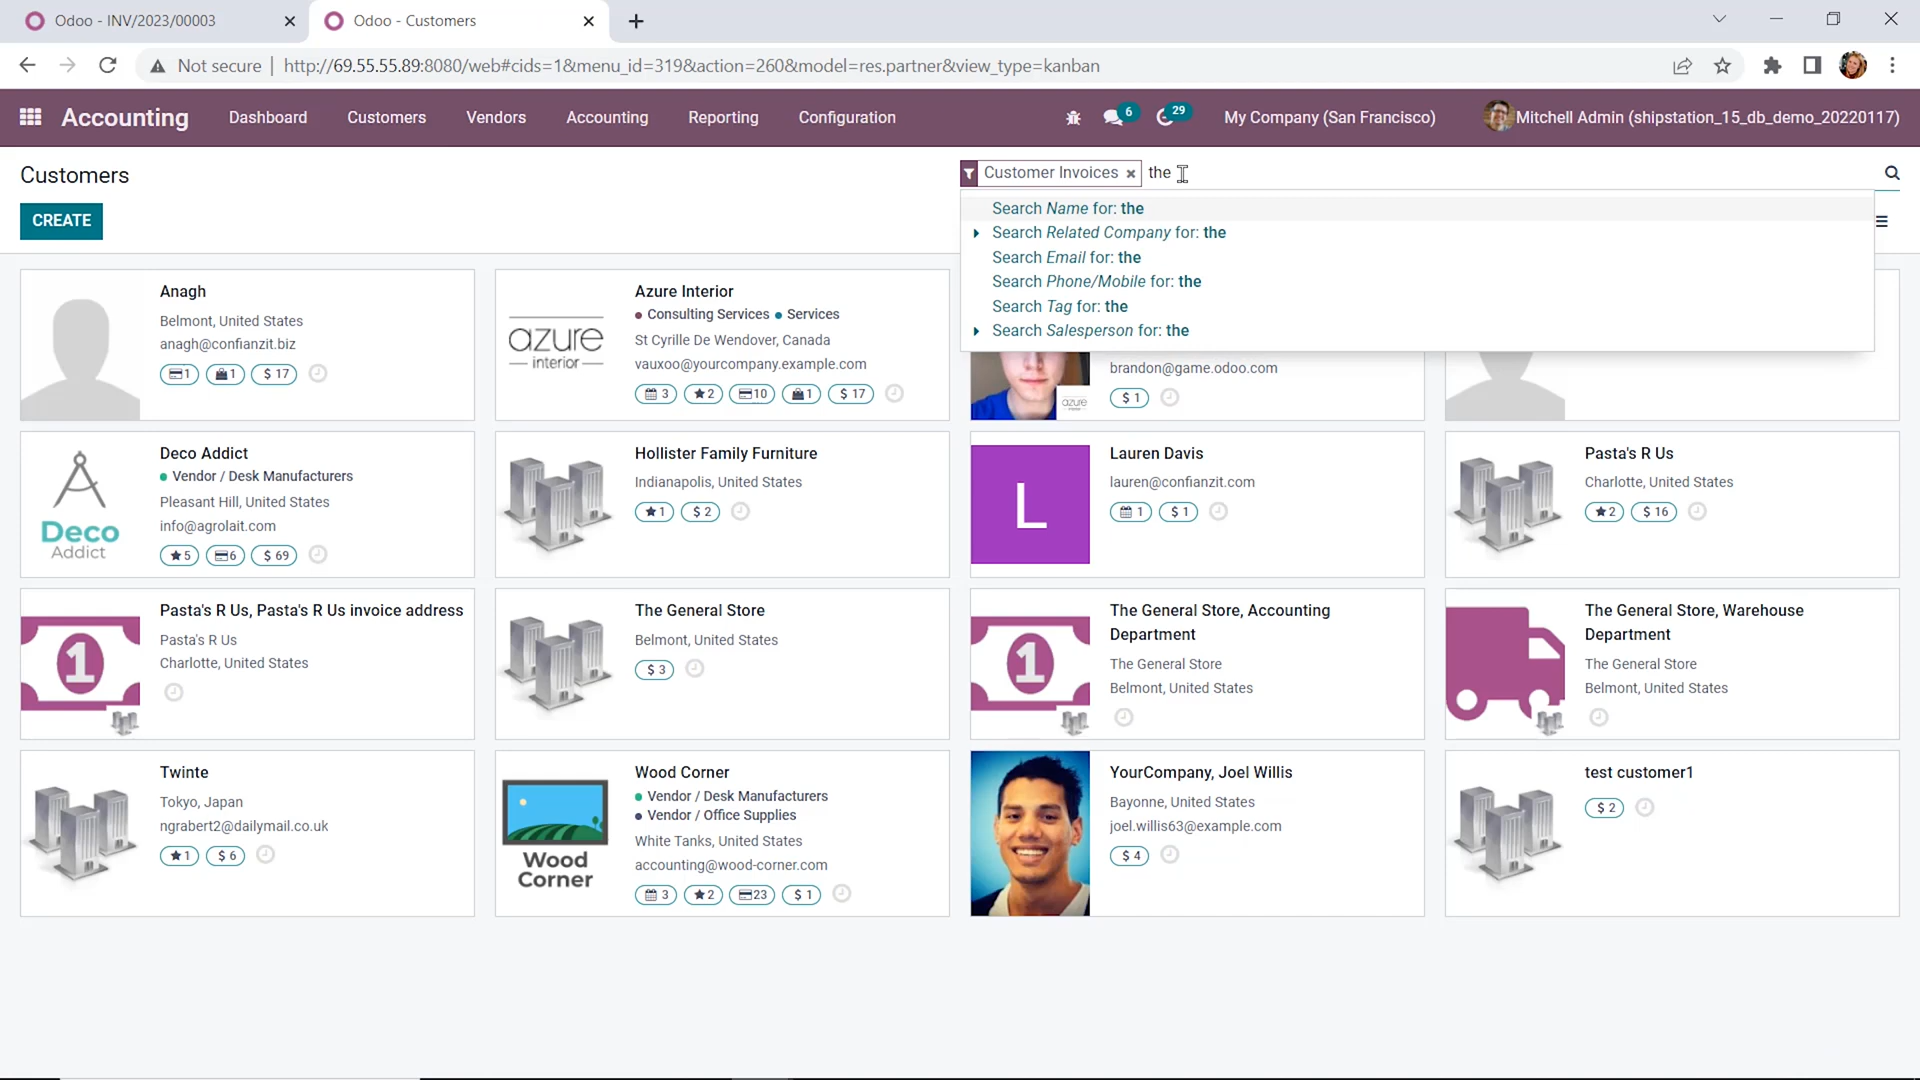 Odoo - INV/2023/00003
Odoo - Customers
Not secure | http://69.55.55.89:8080/web#cids=1&menu_id=319&action=260&model=res.partner&view_type=kanban
Accounting Dashboard Customers Vendors Accounting Reporting Configuration 6 29 My Company (San Francisco) Mitchell Admin (shipstation_15_db_demo_20220117)
Customers
Customer Invoices × the
CREATE
Search Name for: the
Search Related Company for: the
Search Email for: the
Search Phone/Mobile for: the
Search Tag for: the
Search Salesperson for: the
Anagh
Belmont, United States
anagh@confianzit.biz
1 1 $ 17
azure
interior
Azure Interior
Consulting Services Services
St Cyrille De Wendover, Canada
vauxoo@yourcompany.example.com
3 2 10 1 $ 17
brandon@game.odoo.com
$ 1
azure
Deco
Addict
Deco Addict
Vendor / Desk Manufacturers
Pleasant Hill, United States
info@agrolait.com
5 6 $ 69
Hollister Family Furniture
Indianapolis, United States
1 $ 2
L
Lauren Davis
lauren@confianzit.com
1 $ 1
Pasta's R Us
Charlotte, United States
2 $ 16
1
Pasta's R Us, Pasta's R Us invoice address
Pasta's R Us
Charlotte, United States
The General Store
Belmont, United States
$ 3
1
The General Store, Accounting
Department
The General Store
Belmont, United States
The General Store, Warehouse
Department
The General Store
Belmont, United States
Twinte
Tokyo, Japan
ngrabert2@dailymail.co.uk
1 $ 6
Wood
Corner
Wood Corner
Vendor / Desk Manufacturers
Vendor / Office Supplies
White Tanks, United States
accounting@wood-corner.com
3 2 23 $ 1
YourCompany, Joel Willis
Bayonne, United States
joel.willis63@example.com
$ 4
test customer1
$ 2